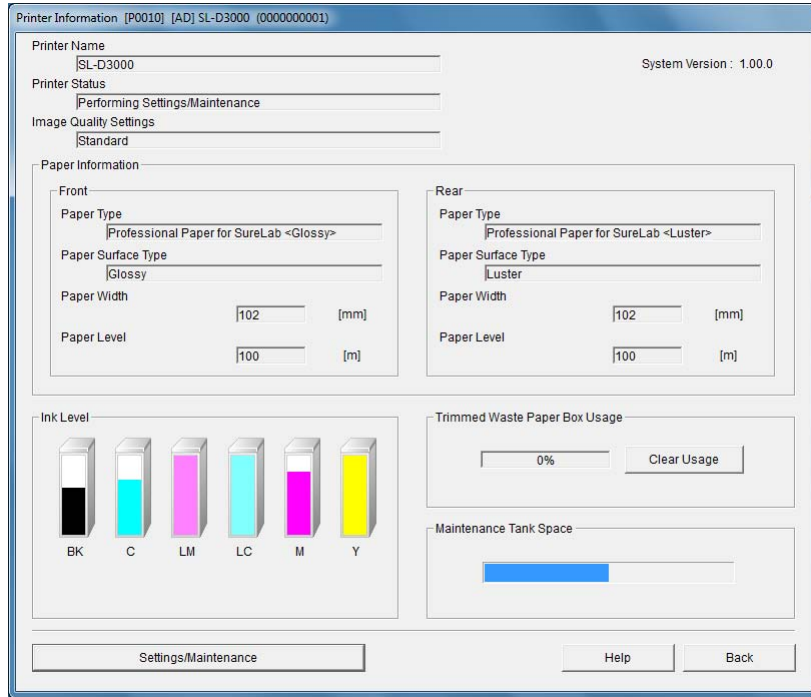 Printer Information [P0010] [AD] SL-D3000 (0000000001)
Printer Name
SL-D3000
System Version : 1.00.0
Printer Status
Performing Settings/Maintenance
Image Quality Settings
Standard
Paper Information
Front
Paper Type
Professional Paper for SureLab <Glossy>
Paper Surface Type
Glossy
Paper Width
102 [mm]
Paper Level
100 [m]
Rear
Paper Type
Professional Paper for SureLab <Luster>
Paper Surface Type
Luster
Paper Width
102 [mm]
Paper Level
100 [m]
Ink Level
BK C LM LC M Y
Trimmed Waste Paper Box Usage
0% Clear Usage
Maintenance Tank Space
Settings/Maintenance Help Back